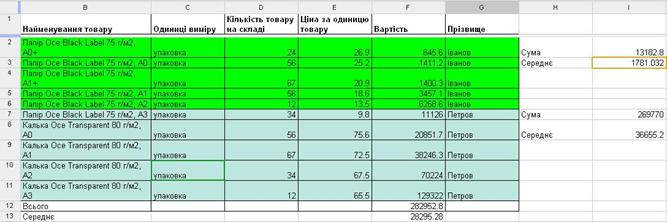 B C D E F G H I
1 Найменування товару Одиниці виміру Кількість товару на складі Ціна за одиницю товару Вартість Прізвище
2 Папір Oce Black Label 75 г/м2, A0+ упаковка 24 26.9 645.6 Іванов Сума 13182.8
3 Папір Oce Black Label 75 г/м2, A0 упаковка 56 25.2 1411.2 Іванов Середнє 1781.032
4 Папір Oce Black Label 75 г/м2, A1+ упаковка 67 20.9 1400.3 Іванов
5 Папір Oce Black Label 75 г/м2, A1 упаковка 56 18.6 3457.1 Іванов
6 Папір Oce Black Label 75 г/м2, A2 упаковка 12 13.5 6268.6 Іванов
7 Папір Oce Black Label 75 г/м2, A3 упаковка 34 9.8 11126 Петров Сума 269770
8 Калька Oce Transparent 80 г/м2, A0 упаковка 56 75.6 20851.7 Петров Середнє 36655.2
9 Калька Oce Transparent 80 г/м2, A1 упаковка 67 72.5 38246.3 Петров
10 Калька Oce Transparent 80 г/м2, A2 упаковка 34 67.5 70224 Петров
11 Калька Oce Transparent 80 г/м2, A3 упаковка 12 65.5 129322 Петров
12 Всього 282952.8
13 Середнє 28295.28